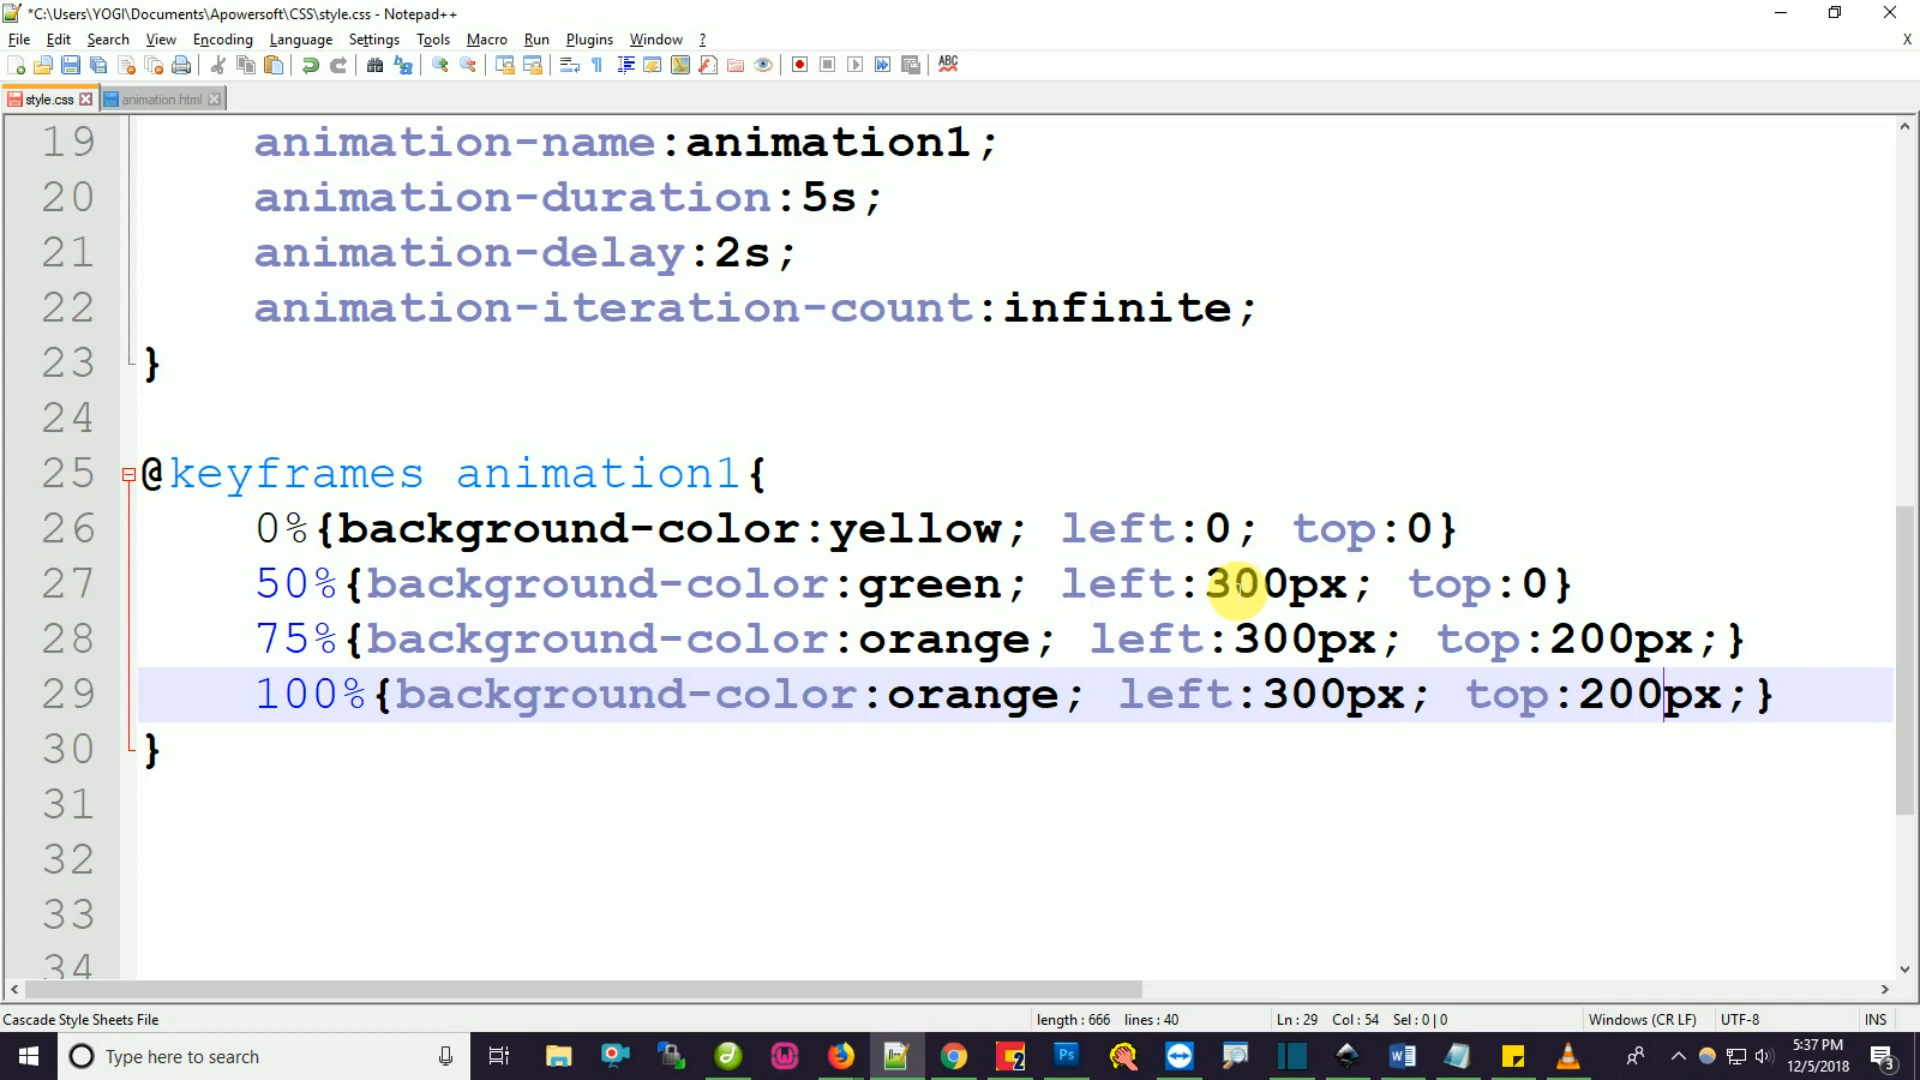 *C:\Users\YOGI\Documents\Apowersoft\CSS\style.css - Notepad++
File Edit Search View Encoding Language Settings Tools Macro Run Plugins Window ?
X
ABC
style.css animation.html
19 animation-name:animation1;
20 animation-duration:5s;
21 animation-delay:2s;
22 animation-iteration-count:infinite;
23 }
24
25 @keyframes animation1{
26 0%{background-color:yellow; left:0; top:0}
27 50%{background-color:green; left:300px; top:0}
28 75%{background-color:orange; left:300px; top:200px;}
29 100%{background-color:orange; left:300px; top:200px;}
30 }
31
32
33
34
Cascade Style Sheets File length : 666 lines : 40 Ln : 29 Col : 54 Sel : 0 | 0 Windows (CR LF) UTF-8 INS
Type here to search
5:37 PM
12/5/2018
3